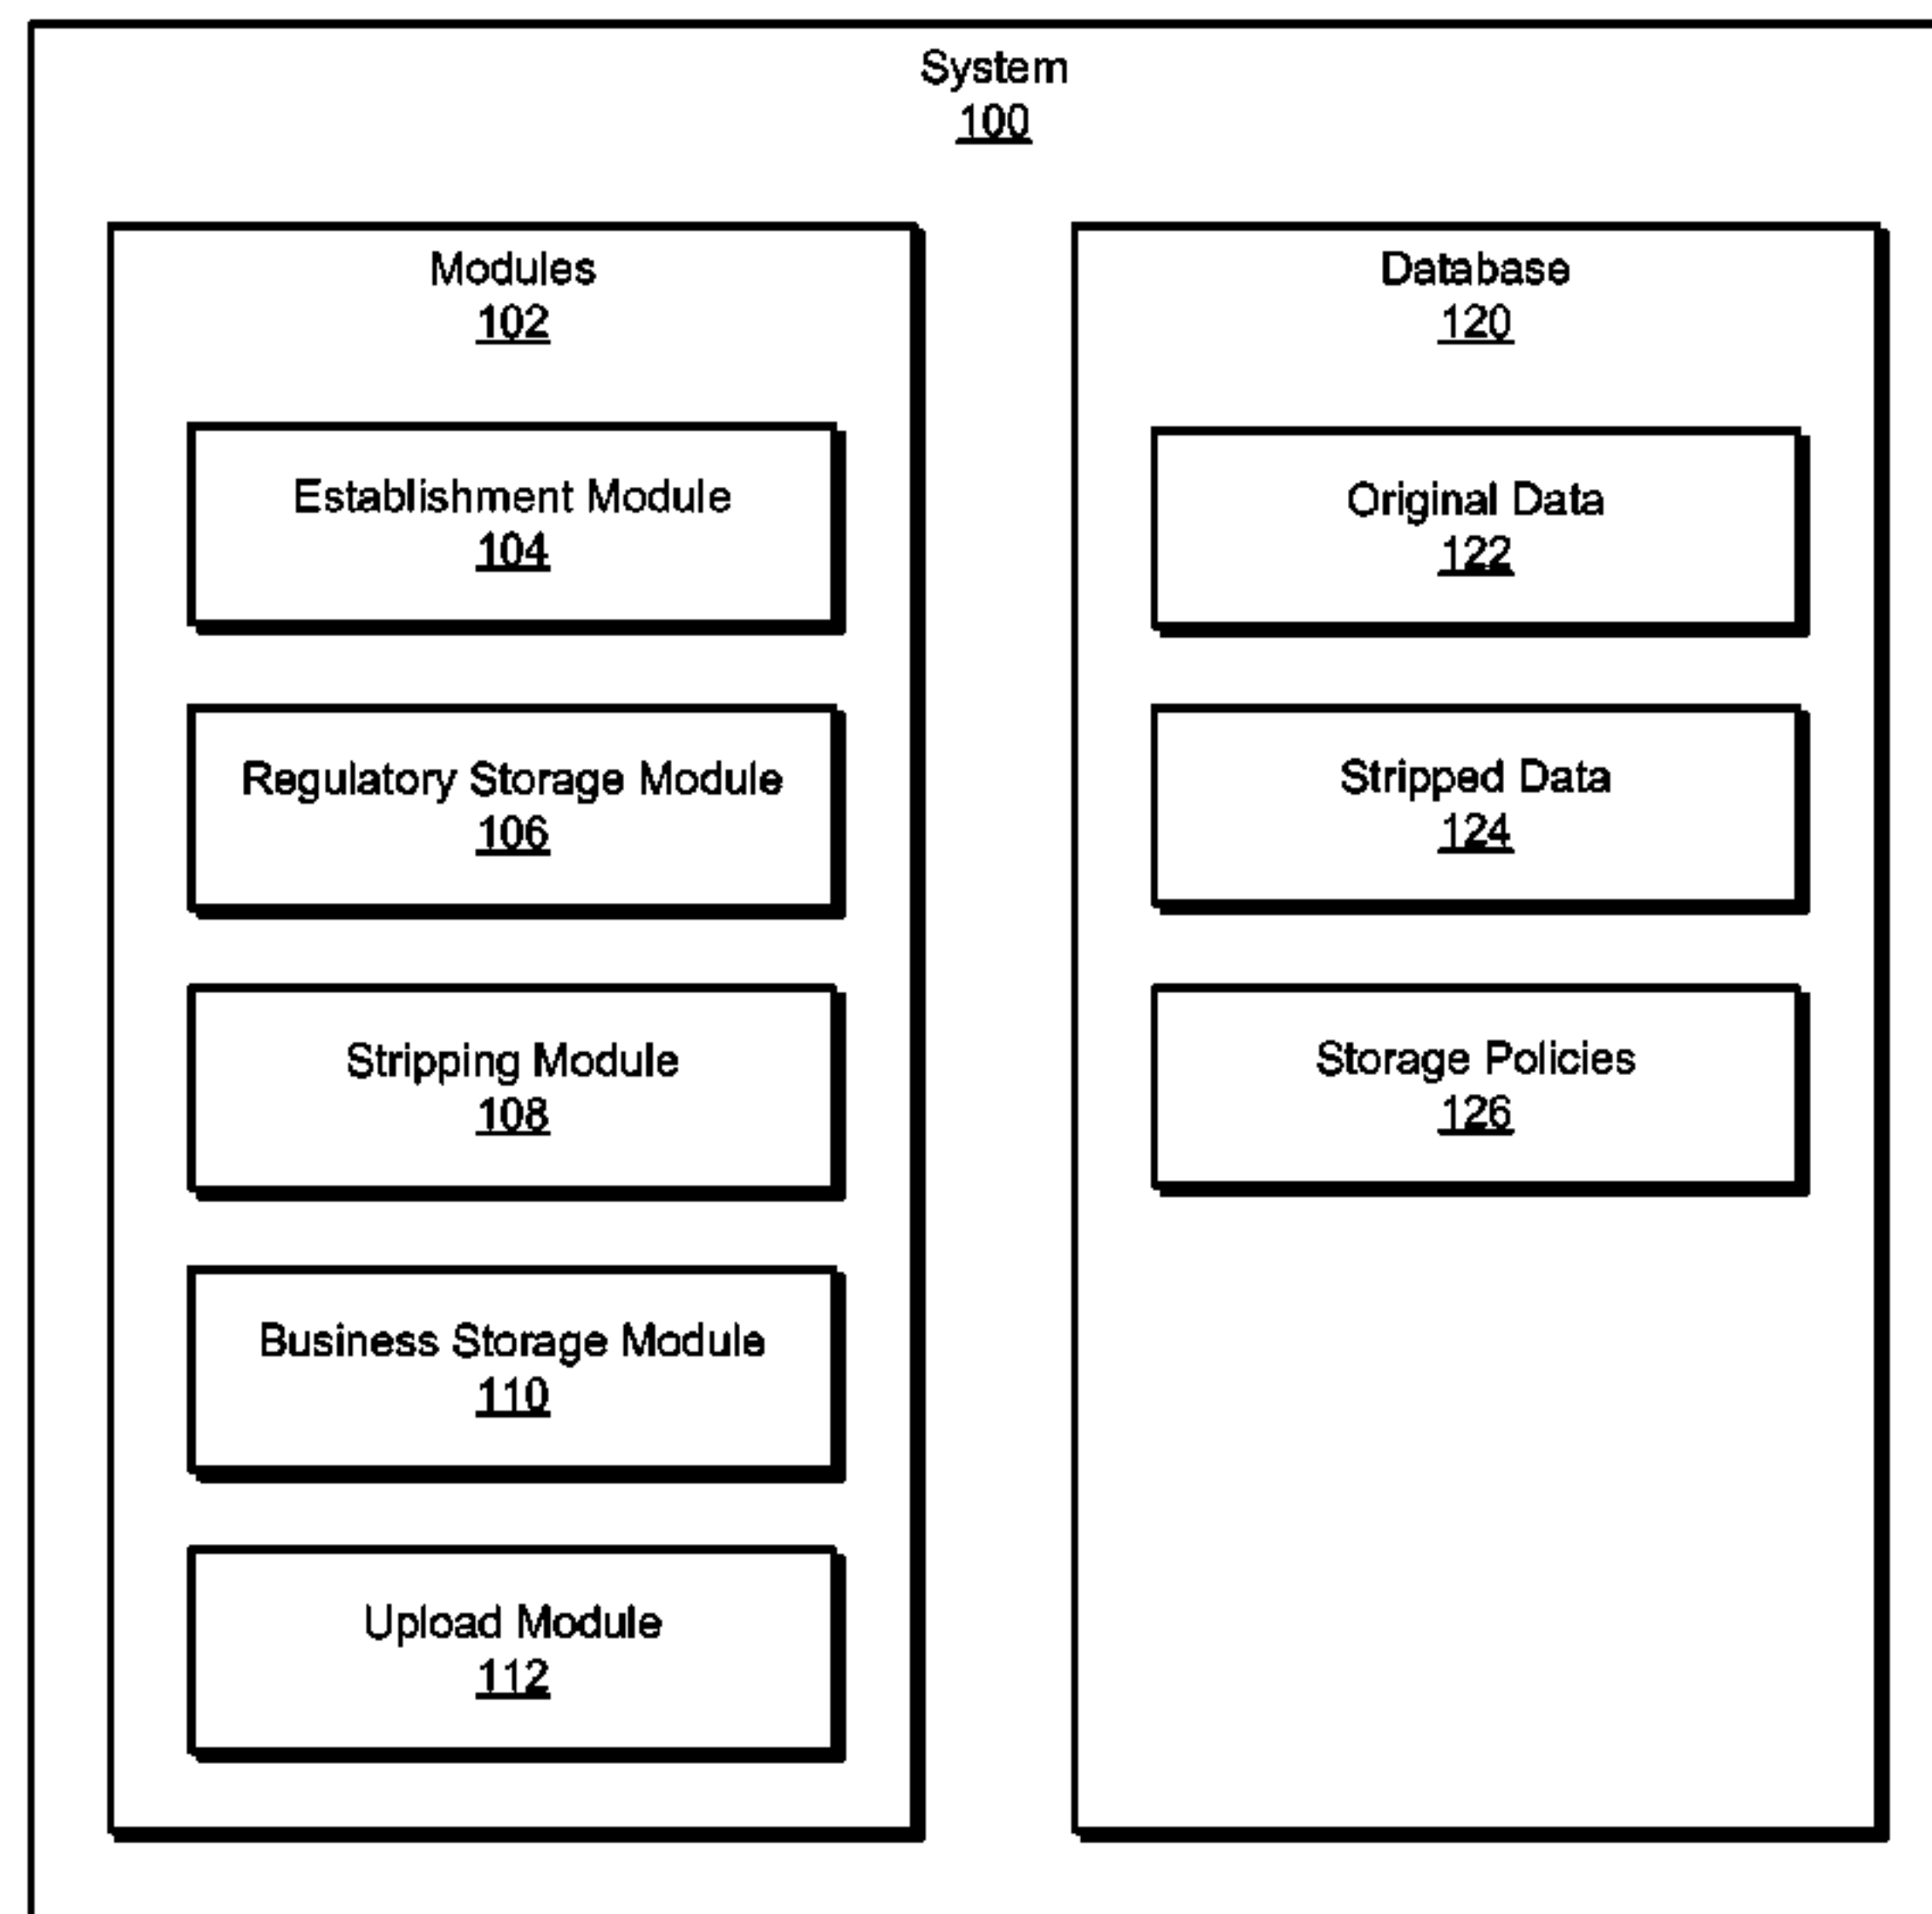 System
100
Modules
102
Establishment Module
104
Regulatory Storage Module
106
Stripping Module
108
Business Storage Module
110
Upload Module
112
Database
120
Original Data
122
Stripped Data
124
Storage Policies
126